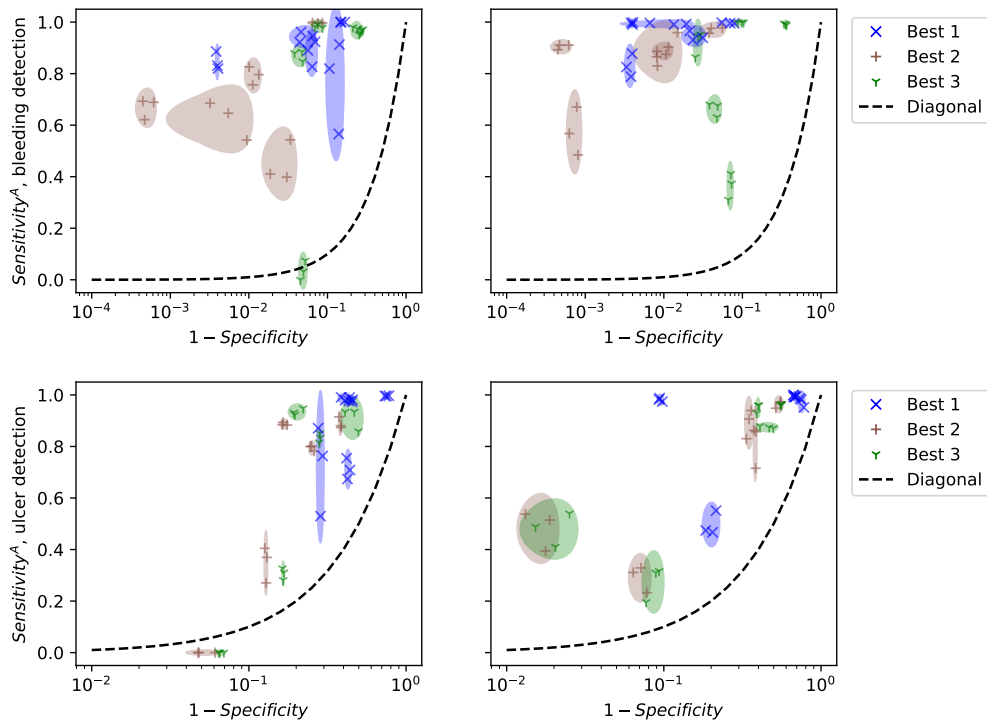 1.0
0.8
0.6
0.4
0.2
0.0
Sensitivity^A, bleeding detection
10^−4 10^−3 10^−2 10^−1 10^0
1 − Specificity
10^−4 10^−3 10^−2 10^−1 10^0
1 − Specificity
Best 1
Best 2
Best 3
Diagonal
1.0
0.8
0.6
0.4
0.2
0.0
Sensitivity^A, ulcer detection
10^−2 10^−1 10^0
1 − Specificity
10^−2 10^−1 10^0
1 − Specificity
Best 1
Best 2
Best 3
Diagonal